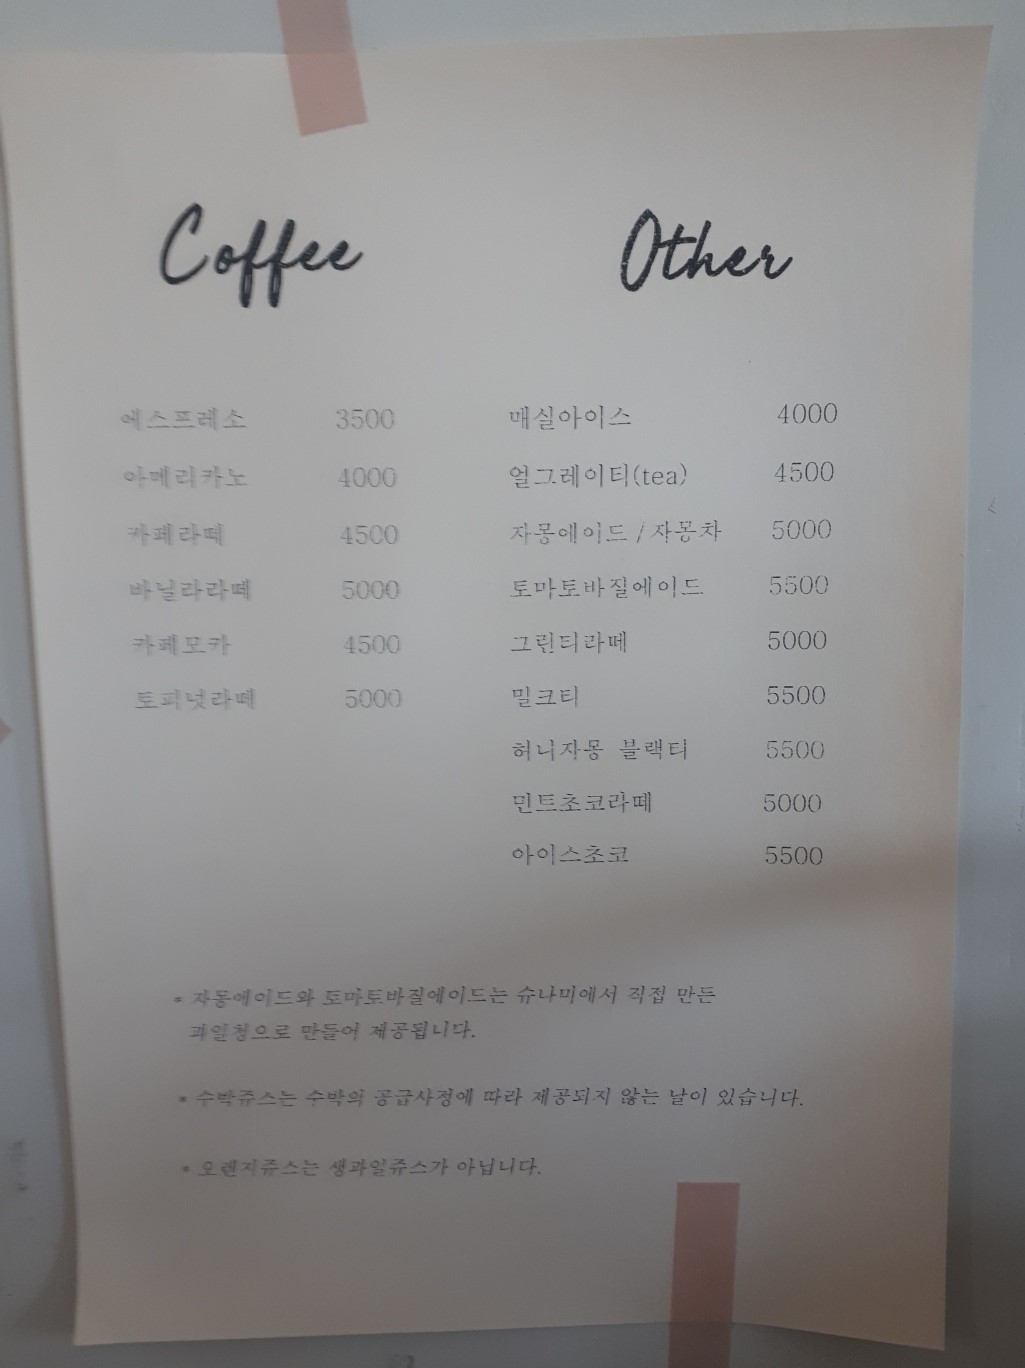 Coffee
에스프레소 3500
아메리카노 4000
카페라떼 4500
바닐라라떼 5000
카페모카 4500
토피넛라떼 5000
Other
매실아이스 4000
얼그레이티(tea) 4500
자몽에이드 / 자몽차 5000
토마토바질에이드 5500
그린티라떼 5000
밀크티 5500
허니자몽 블랙티 5500
민트초코라떼 5000
아이스초코 5500
* 자몽에이드와 토마토바질에이드는 슈나미에서 직접 만든
과일청으로 만들어 제공됩니다.
* 수박쥬스는 수박의 공급사정에 따라 제공되지 않는 날이 있습니다.
* 오렌지쥬스는 생과일쥬스가 아닙니다.